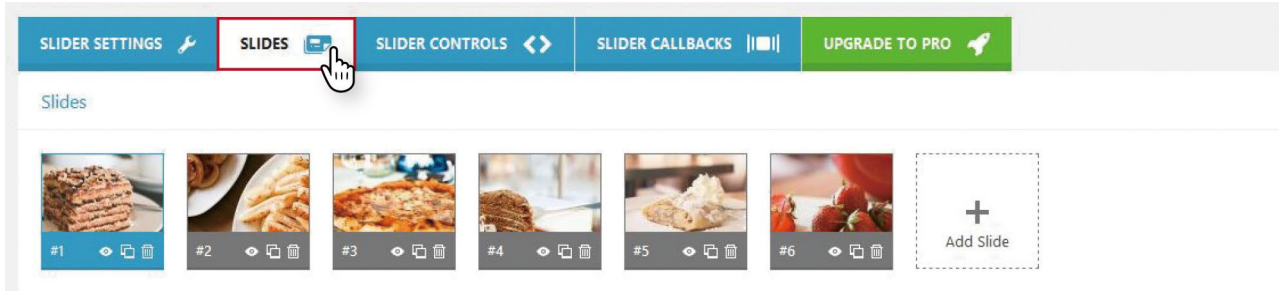 SLIDER SETTINGS SLIDES SLIDER CONTROLS SLIDER CALLBACKS UPGRADE TO PRO
Slides
#1 #2 #3 #4 #5 #6
Add Slide